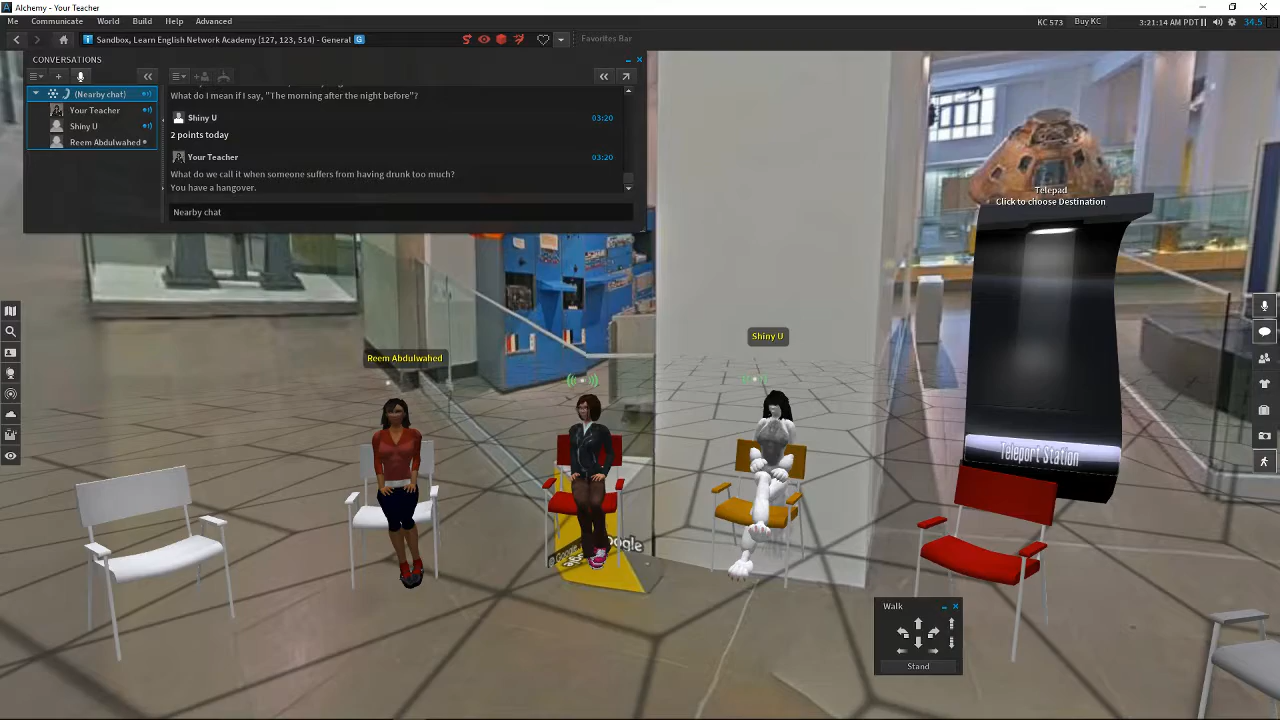 Alchemy - Your Teacher
Me Communicate World Build Help Advanced
KC 573 Buy KC 3:21:14 AM PDT 34.5
Sandbox, Learn English Network Academy (127, 123, 514) - General G
Favorites Bar
CONVERSATIONS
(Nearby chat)
Your Teacher
Shiny U
Reem Abdulwahed
What do I mean if I say, "The morning after the night before"?
Shiny U 03:20
2 points today
Your Teacher 03:20
What do we call it when someone suffers from having drunk too much?
You have a hangover.
Nearby chat
Telepad
Click to choose Destination
Shiny U
Reem Abdulwahed
Teleport Station
Walk
Stand